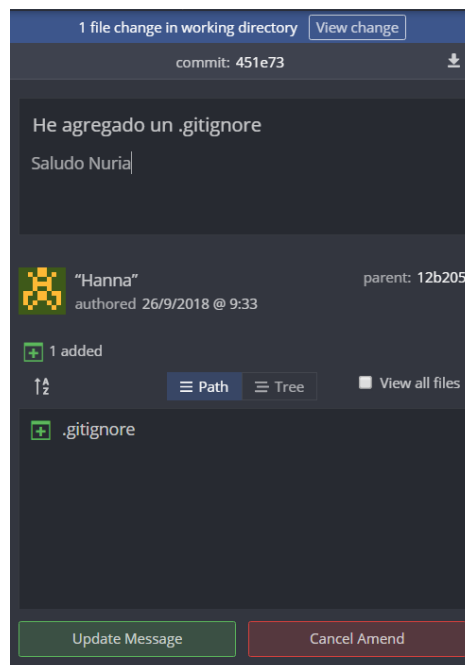 1 file change in working directory View change
commit: 451e73
He agregado un .gitignore
Saludo Nuria
“Hanna” parent: 12b205
authored 26/9/2018 @ 9:33
1 added
A Z Path Tree View all files
.gitignore
Update Message Cancel Amend